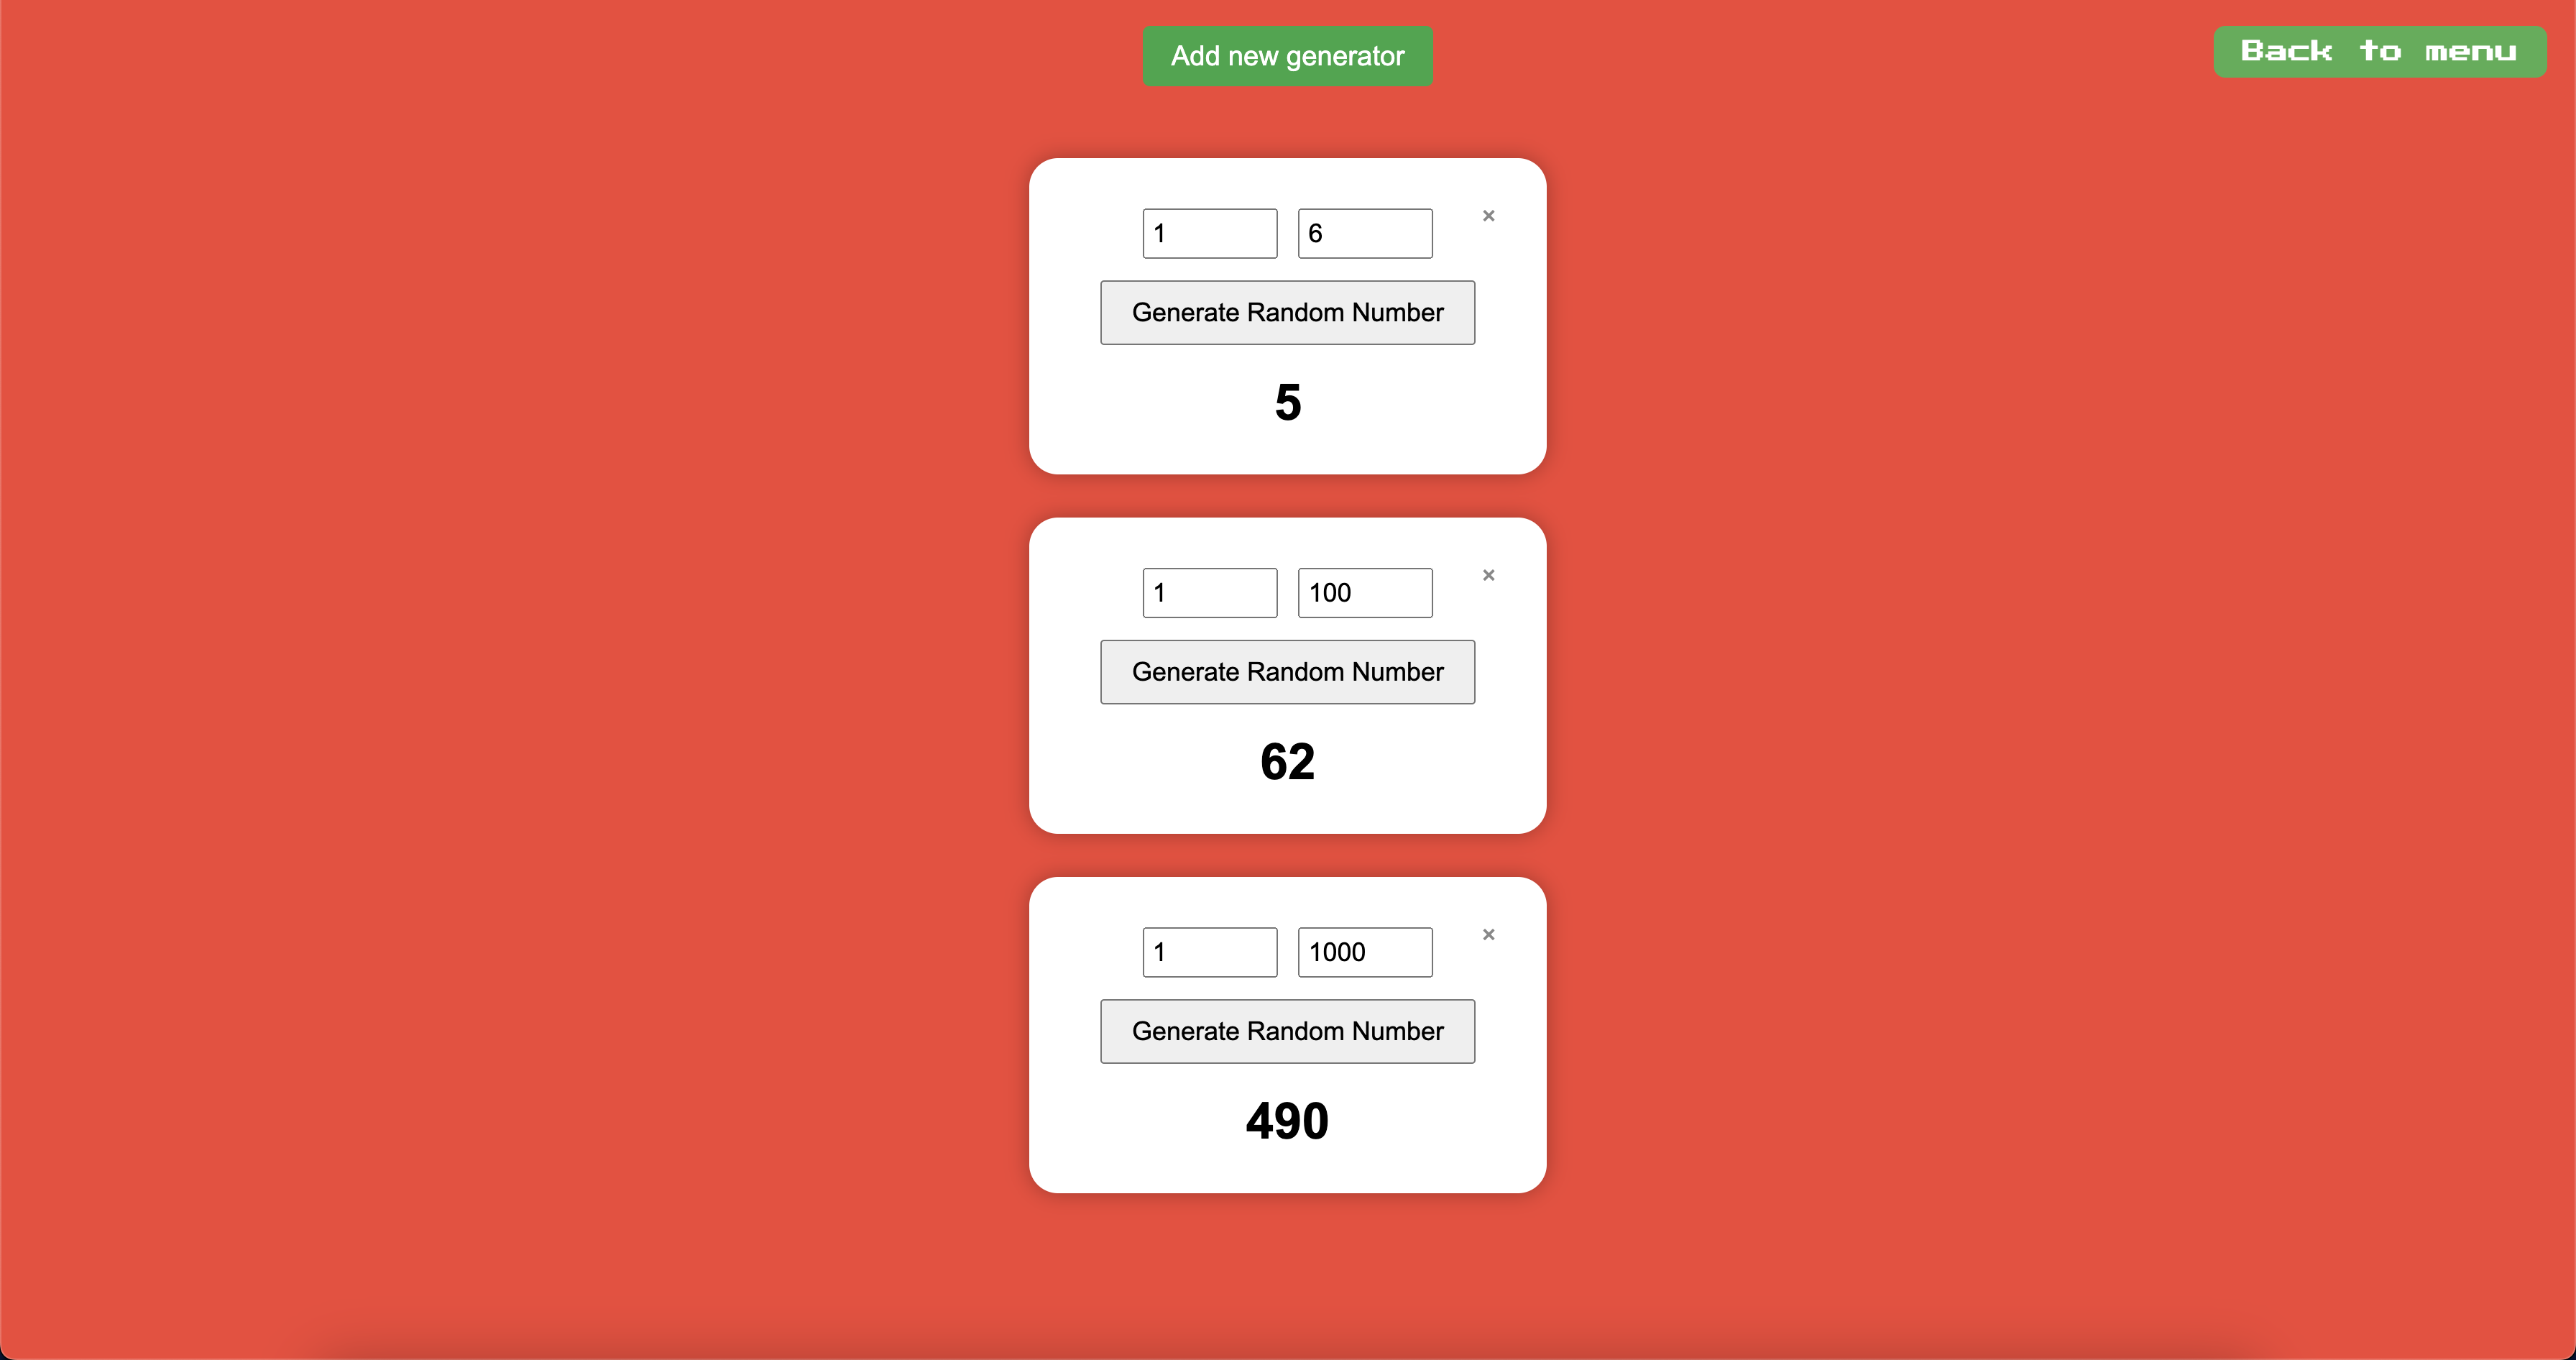 Add new generator
Back to menu
1 6 ×
Generate Random Number
5
1 100 ×
Generate Random Number
62
1 1000 ×
Generate Random Number
490